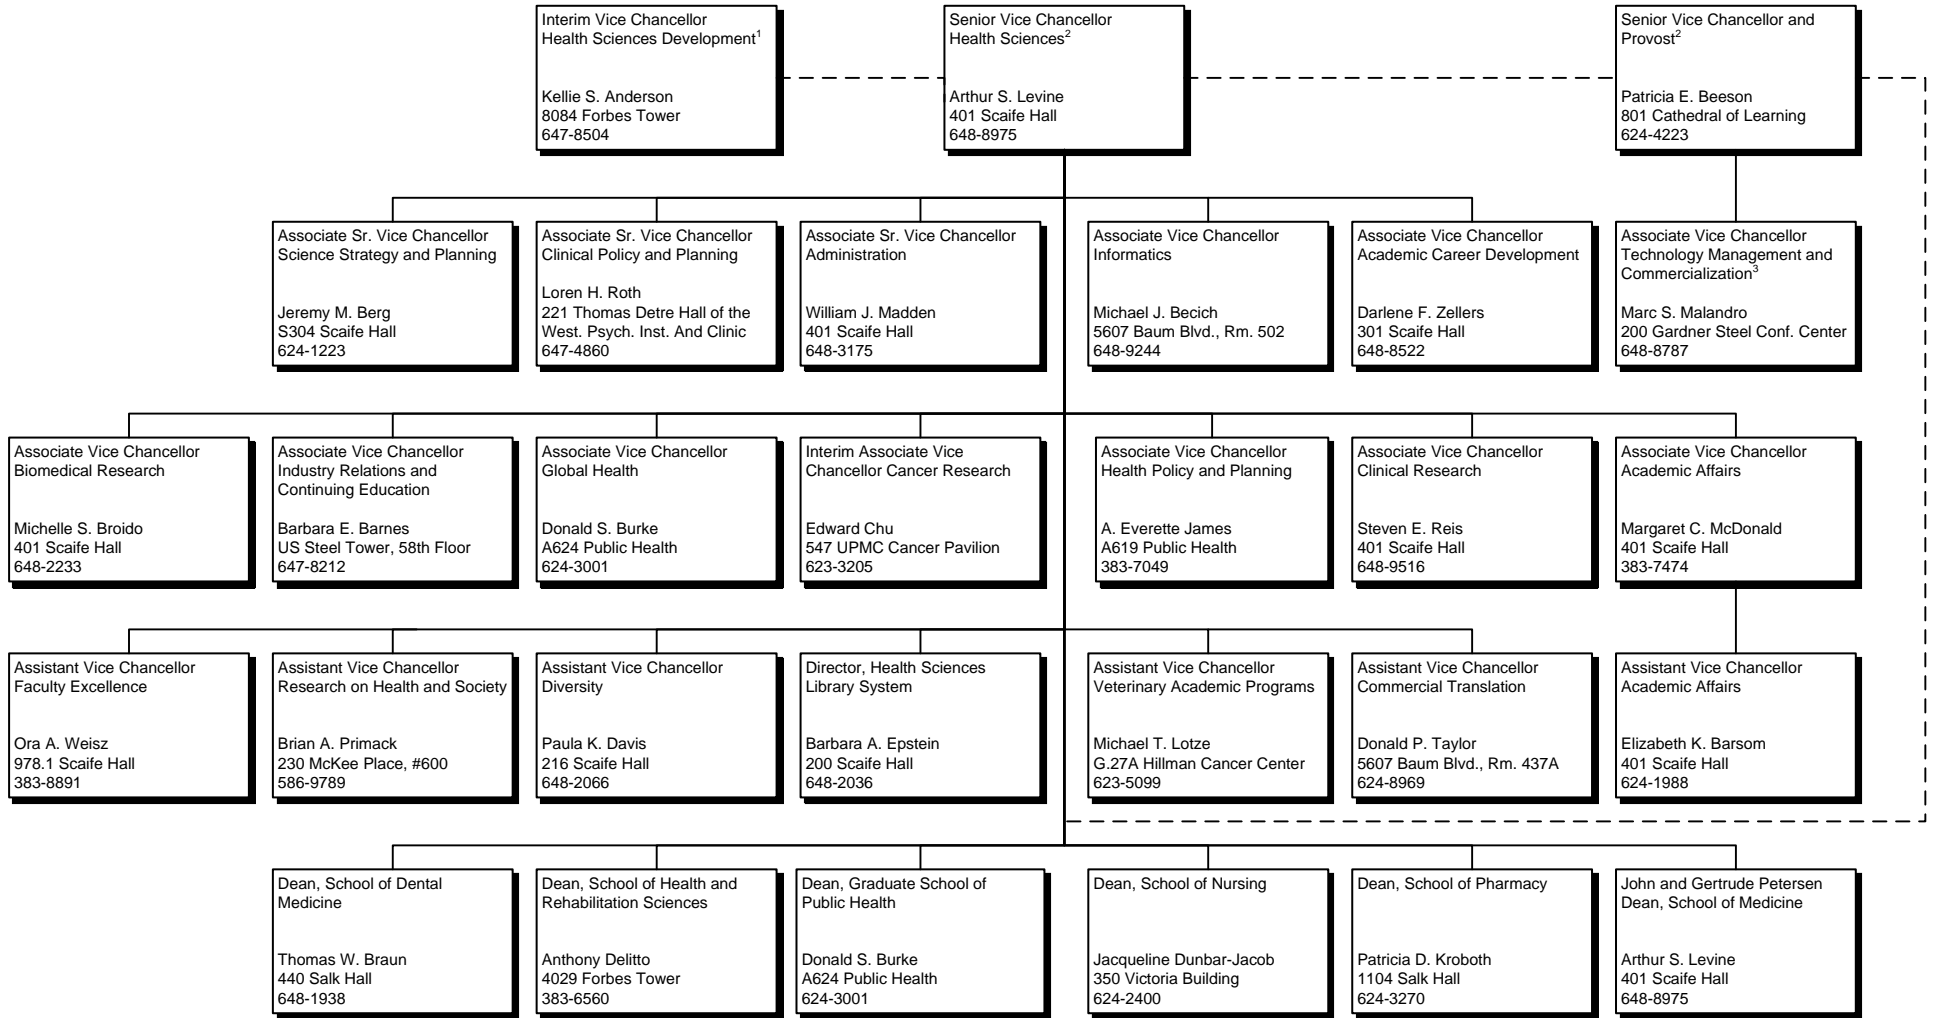 Interim Vice Chancellor
Health Sciences Development1
Kellie S. Anderson
8084 Forbes Tower
647-8504
Senior Vice Chancellor
Health Sciences2
Arthur S. Levine
401 Scaife Hall
648-8975
Senior Vice Chancellor and
Provost2
Patricia E. Beeson
801 Cathedral of Learning
624-4223
Associate Sr. Vice Chancellor
Science Strategy and Planning
Jeremy M. Berg
S304 Scaife Hall
624-1223
Associate Sr. Vice Chancellor
Clinical Policy and Planning
Loren H. Roth
221 Thomas Detre Hall of the
West. Psych. Inst. And Clinic
647-4860
Associate Sr. Vice Chancellor
Administration
William J. Madden
401 Scaife Hall
648-3175
Associate Vice Chancellor
Informatics
Michael J. Becich
5607 Baum Blvd., Rm. 502
648-9244
Associate Vice Chancellor
Academic Career Development
Darlene F. Zellers
301 Scaife Hall
648-8522
Associate Vice Chancellor
Technology Management and
Commercialization3
Marc S. Malandro
200 Gardner Steel Conf. Center
648-8787
Associate Vice Chancellor
Biomedical Research
Michelle S. Broido
401 Scaife Hall
648-2233
Associate Vice Chancellor
Industry Relations and
Continuing Education
Barbara E. Barnes
US Steel Tower, 58th Floor
647-8212
Associate Vice Chancellor
Global Health
Donald S. Burke
A624 Public Health
624-3001
Interim Associate Vice
Chancellor Cancer Research
Edward Chu
547 UPMC Cancer Pavilion
623-3205
Associate Vice Chancellor
Health Policy and Planning
A. Everette James
A619 Public Health
383-7049
Associate Vice Chancellor
Clinical Research
Steven E. Reis
401 Scaife Hall
648-9516
Associate Vice Chancellor
Academic Affairs
Margaret C. McDonald
401 Scaife Hall
383-7474
Assistant Vice Chancellor
Faculty Excellence
Ora A. Weisz
978.1 Scaife Hall
383-8891
Assistant Vice Chancellor
Research on Health and Society
Brian A. Primack
230 McKee Place, #600
586-9789
Assistant Vice Chancellor
Diversity
Paula K. Davis
216 Scaife Hall
648-2066
Director, Health Sciences
Library System
Barbara A. Epstein
200 Scaife Hall
648-2036
Assistant Vice Chancellor
Veterinary Academic Programs
Michael T. Lotze
G.27A Hillman Cancer Center
623-5099
Assistant Vice Chancellor
Commercial Translation
Donald P. Taylor
5607 Baum Blvd., Rm. 437A
624-8969
Assistant Vice Chancellor
Academic Affairs
Elizabeth K. Barsom
401 Scaife Hall
624-1988
Dean, School of Dental
Medicine
Thomas W. Braun
440 Salk Hall
648-1938
Dean, School of Health and
Rehabilitation Sciences
Anthony Delitto
4029 Forbes Tower
383-6560
Dean, Graduate School of
Public Health
Donald S. Burke
A624 Public Health
624-3001
Dean, School of Nursing
Jacqueline Dunbar-Jacob
350 Victoria Building
624-2400
Dean, School of Pharmacy
Patricia D. Kroboth
1104 Salk Hall
624-3270
John and Gertrude Petersen
Dean, School of Medicine
Arthur S. Levine
401 Scaife Hall
648-8975